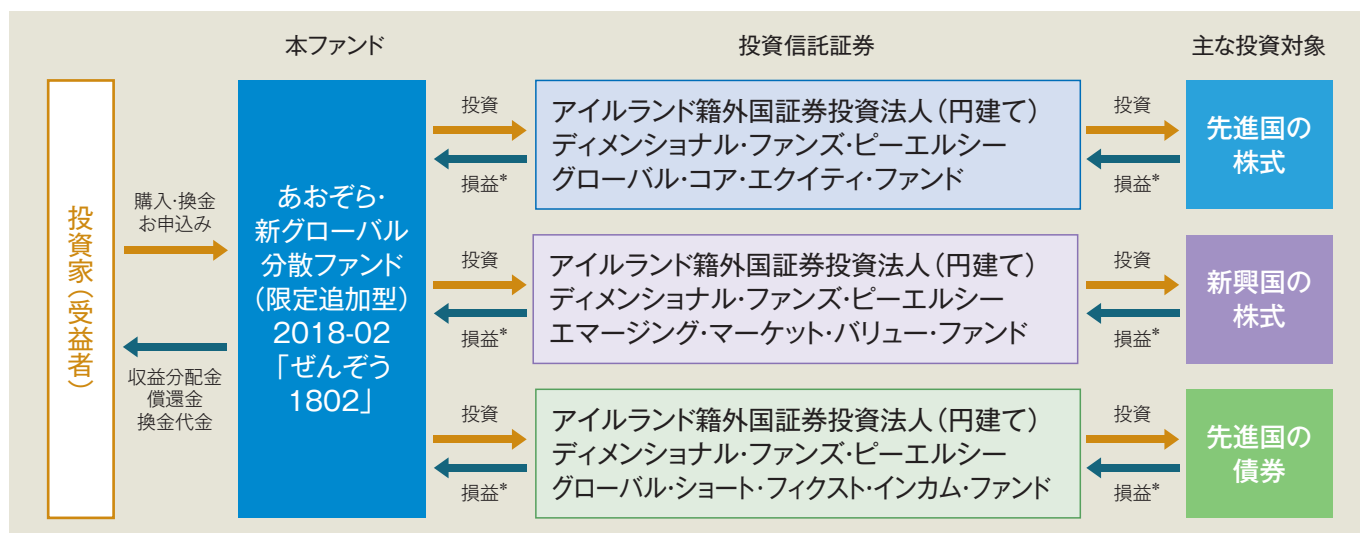 本ファンド
投資信託証券
主な投資対象
投資家（受益者）
購入・換金
お申込み
収益分配金
償還金
換金代金
あおぞら・
新グローバル
分散ファンド
（限定追加型）
2018-02
「ぜんぞう
1802」
投資
損益*
アイルランド籍外国証券投資法人（円建て）
ディメンショナル・ファンズ・ピーエルシー
グローバル・コア・エクイティ・ファンド
投資
損益*
先進国の
株式
投資
損益*
アイルランド籍外国証券投資法人（円建て）
ディメンショナル・ファンズ・ピーエルシー
エマージング・マーケット・バリュー・ファンド
投資
損益*
新興国の
株式
投資
損益*
アイルランド籍外国証券投資法人（円建て）
ディメンショナル・ファンズ・ピーエルシー
グローバル・ショート・フィクスト・インカム・ファンド
投資
損益*
先進国の
債券